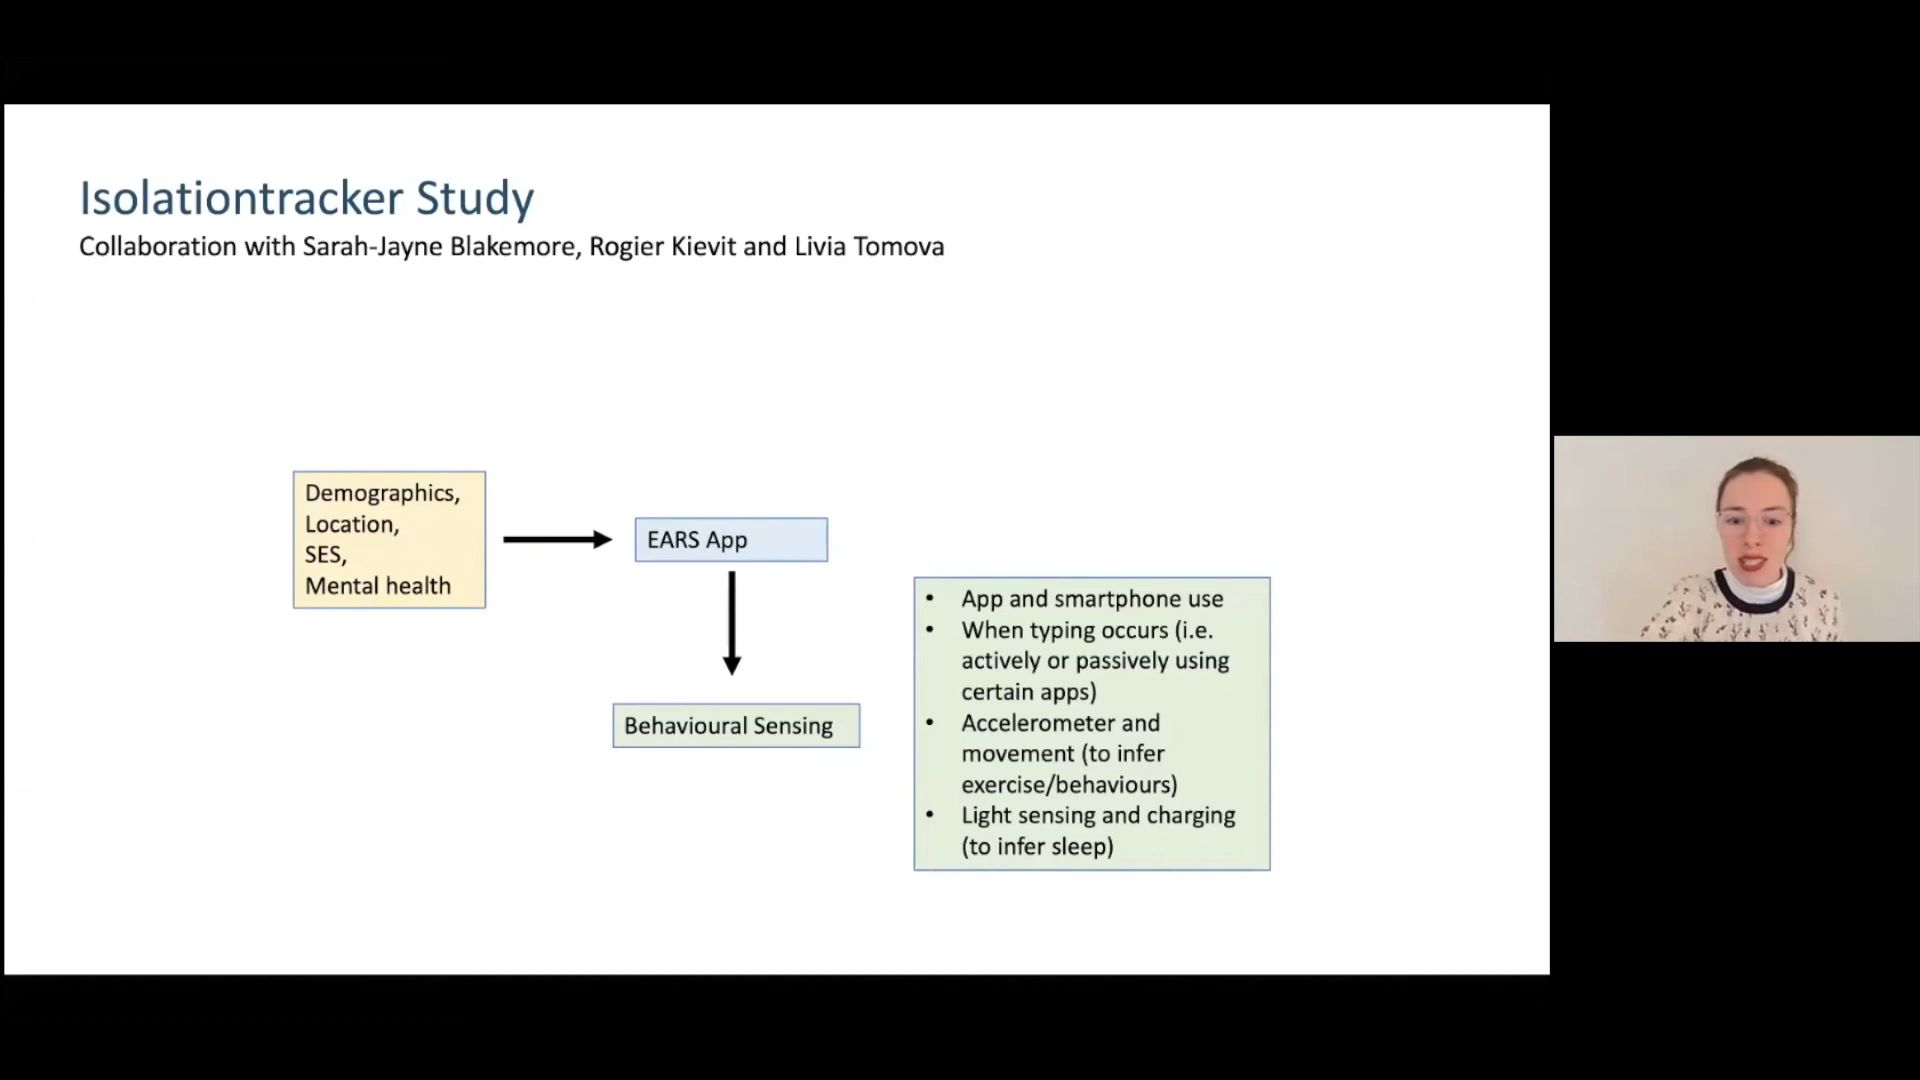 Isolationtracker Study
Collaboration with Sarah-Jayne Blakemore, Rogier Kievit and Livia Tomova
Demographics,
Location,
SES,
Mental health
EARS App
Behavioural Sensing
• App and smartphone use
• When typing occurs (i.e.
actively or passively using
certain apps)
• Accelerometer and
movement (to infer
exercise/behaviours)
• Light sensing and charging
(to infer sleep)